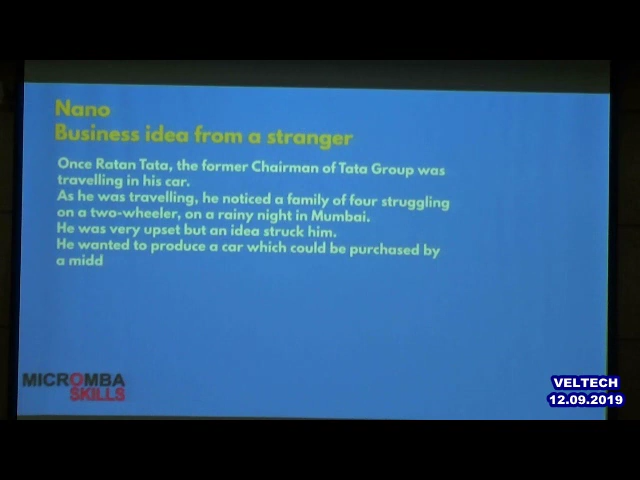 Nano
Business idea from a stranger
Once Ratan Tata, the former Chairman of Tata Group was
travelling in his car.
As he was travelling, he noticed a family of four struggling
on a two-wheeler, on a rainy night in Mumbai.
He was very upset but an idea struck him.
He wanted to produce a car which could be purchased by
a midd
MICROMBA
SKILLS
VELTECH
12.09.2019